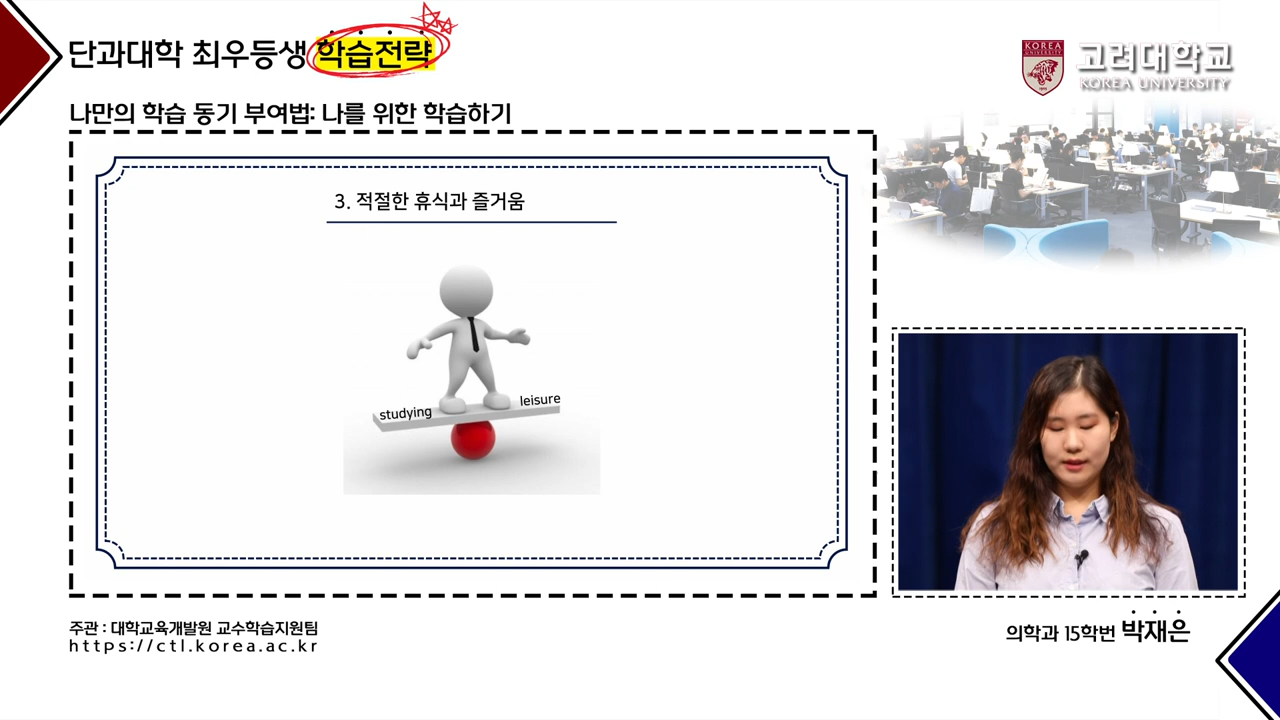 단과대학 최우등생 학습전략
KOREA
UNIVERSITY
1905
고려대학교
KOREA UNIVERSITY
나만의 학습 동기 부여법: 나를 위한 학습하기
3. 적절한 휴식과 즐거움
studying
leisure
주관 : 대학교육개발원 교수학습지원팀
https://ctl.korea.ac.kr
의학과 15학번 박재은